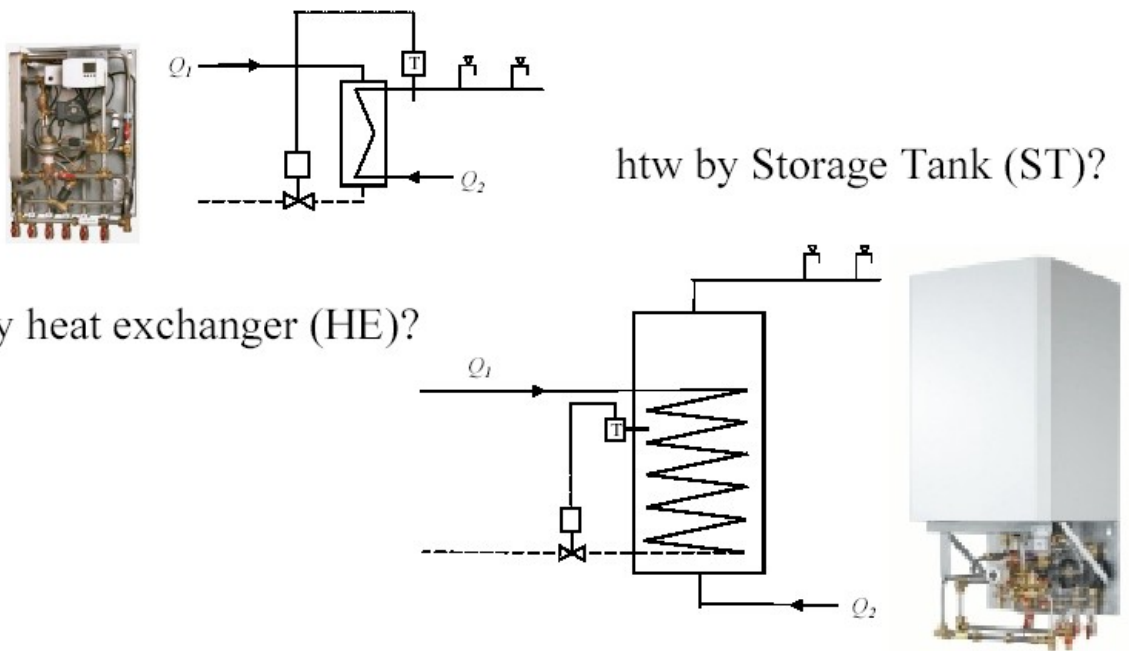 Q1
T
Q2
htw by Storage Tank (ST)?
y heat exchanger (HE)?
Q1
T
Q2